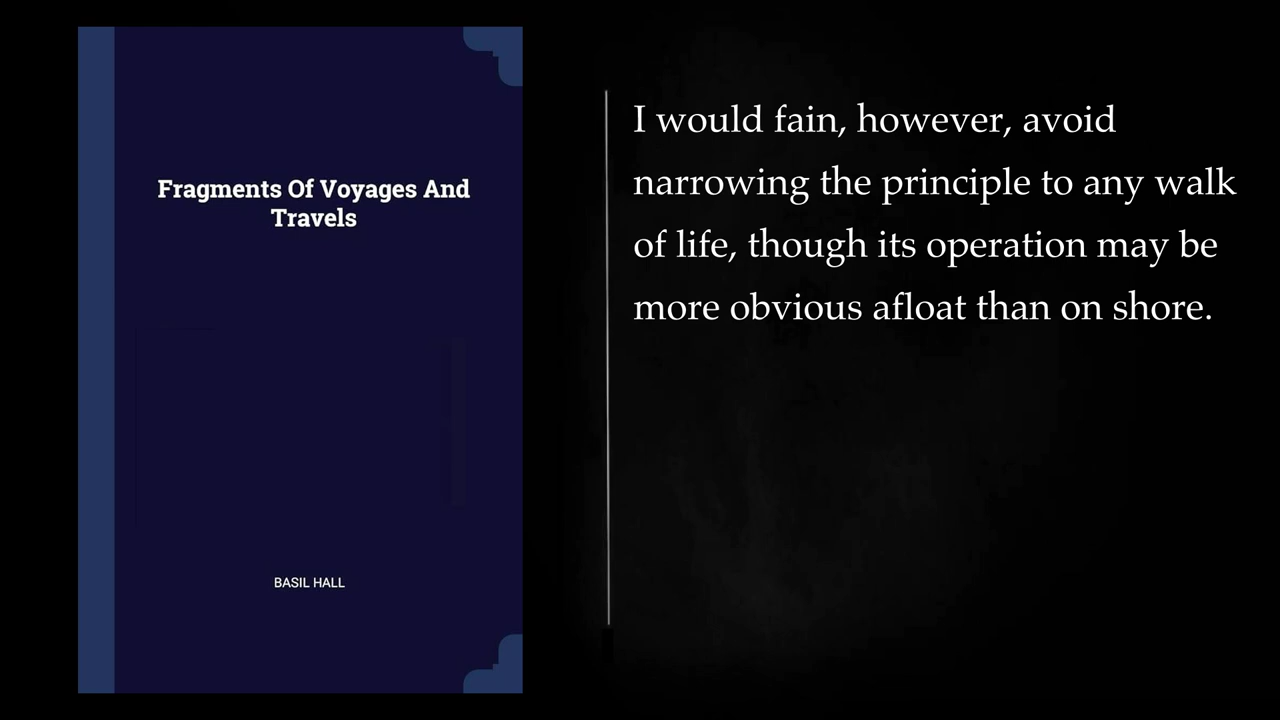 Fragments Of Voyages And
Travels
BASIL HALL
I would fain, however, avoid
narrowing the principle to any walk
of life, though its operation may be
more obvious afloat than on shore.